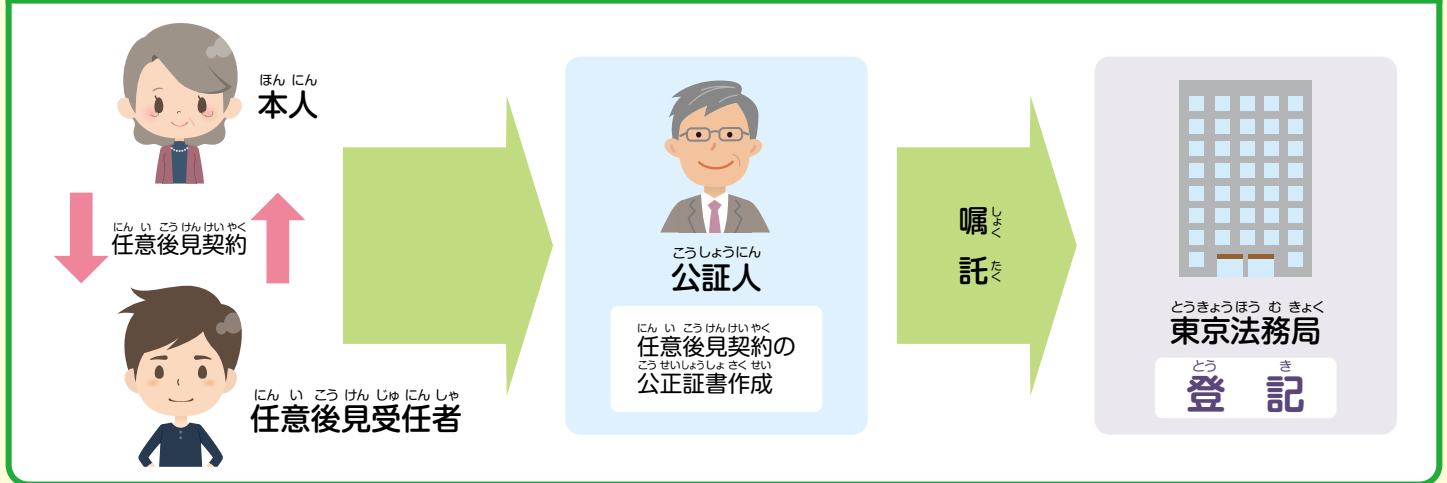 ほん にん
本人
にん い こう けん けい やく
任意後見契約
にん い こう けん じゅ にん しゃ
任意後見受任者
こうしょうにん
公証人
にん い こう けん けい やく
任意後見契約の
こう せい しょう しょ さく せい
公正証書作成
嘱しょく
託たく
とうきょうほう む きょく
東京法務局
とう き
登 記